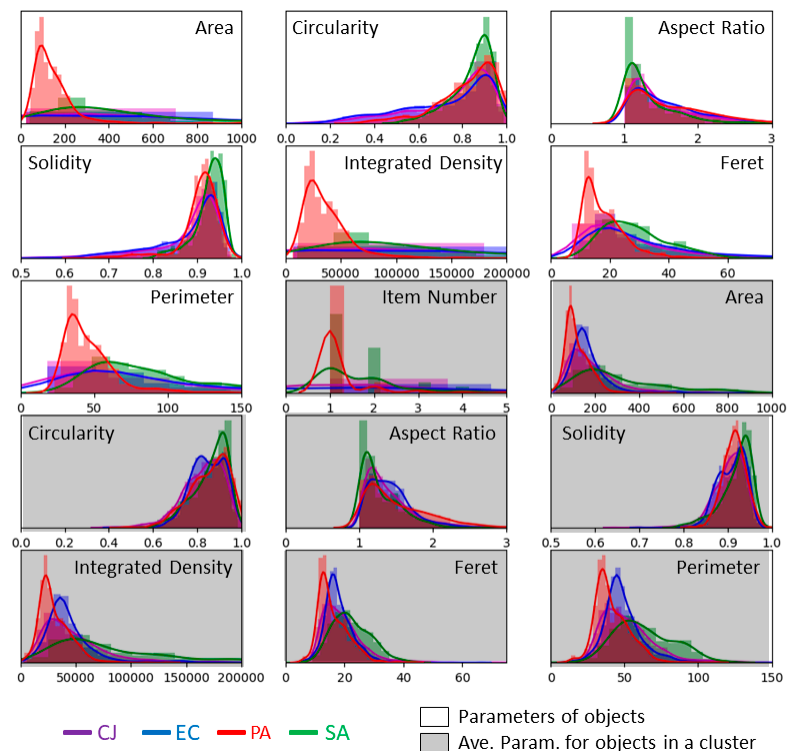 Area
Circularity
Aspect Ratio
0 200 400 600 800 1000
0.0 0.2 0.4 0.6 0.8 1.0
0 1 2 3
Solidity
Integrated Density
Feret
0.5 0.6 0.7 0.8 0.9 1.0
0 50000 100000 150000 200000
0 20 40 60
Perimeter
Item Number
Area
0 50 100 150
0 1 2 3 4 5
0 200 400 600 800 1000
Circularity
Aspect Ratio
Solidity
0.0 0.2 0.4 0.6 0.8 1.0
0 1 2 3
0.5 0.6 0.7 0.8 0.9 1.0
Integrated Density
Feret
Perimeter
0 50000 100000 150000 200000
0 20 40 60
0 50 100 150
CJ EC PA SA
Parameters of objects
Ave. Param. for objects in a cluster